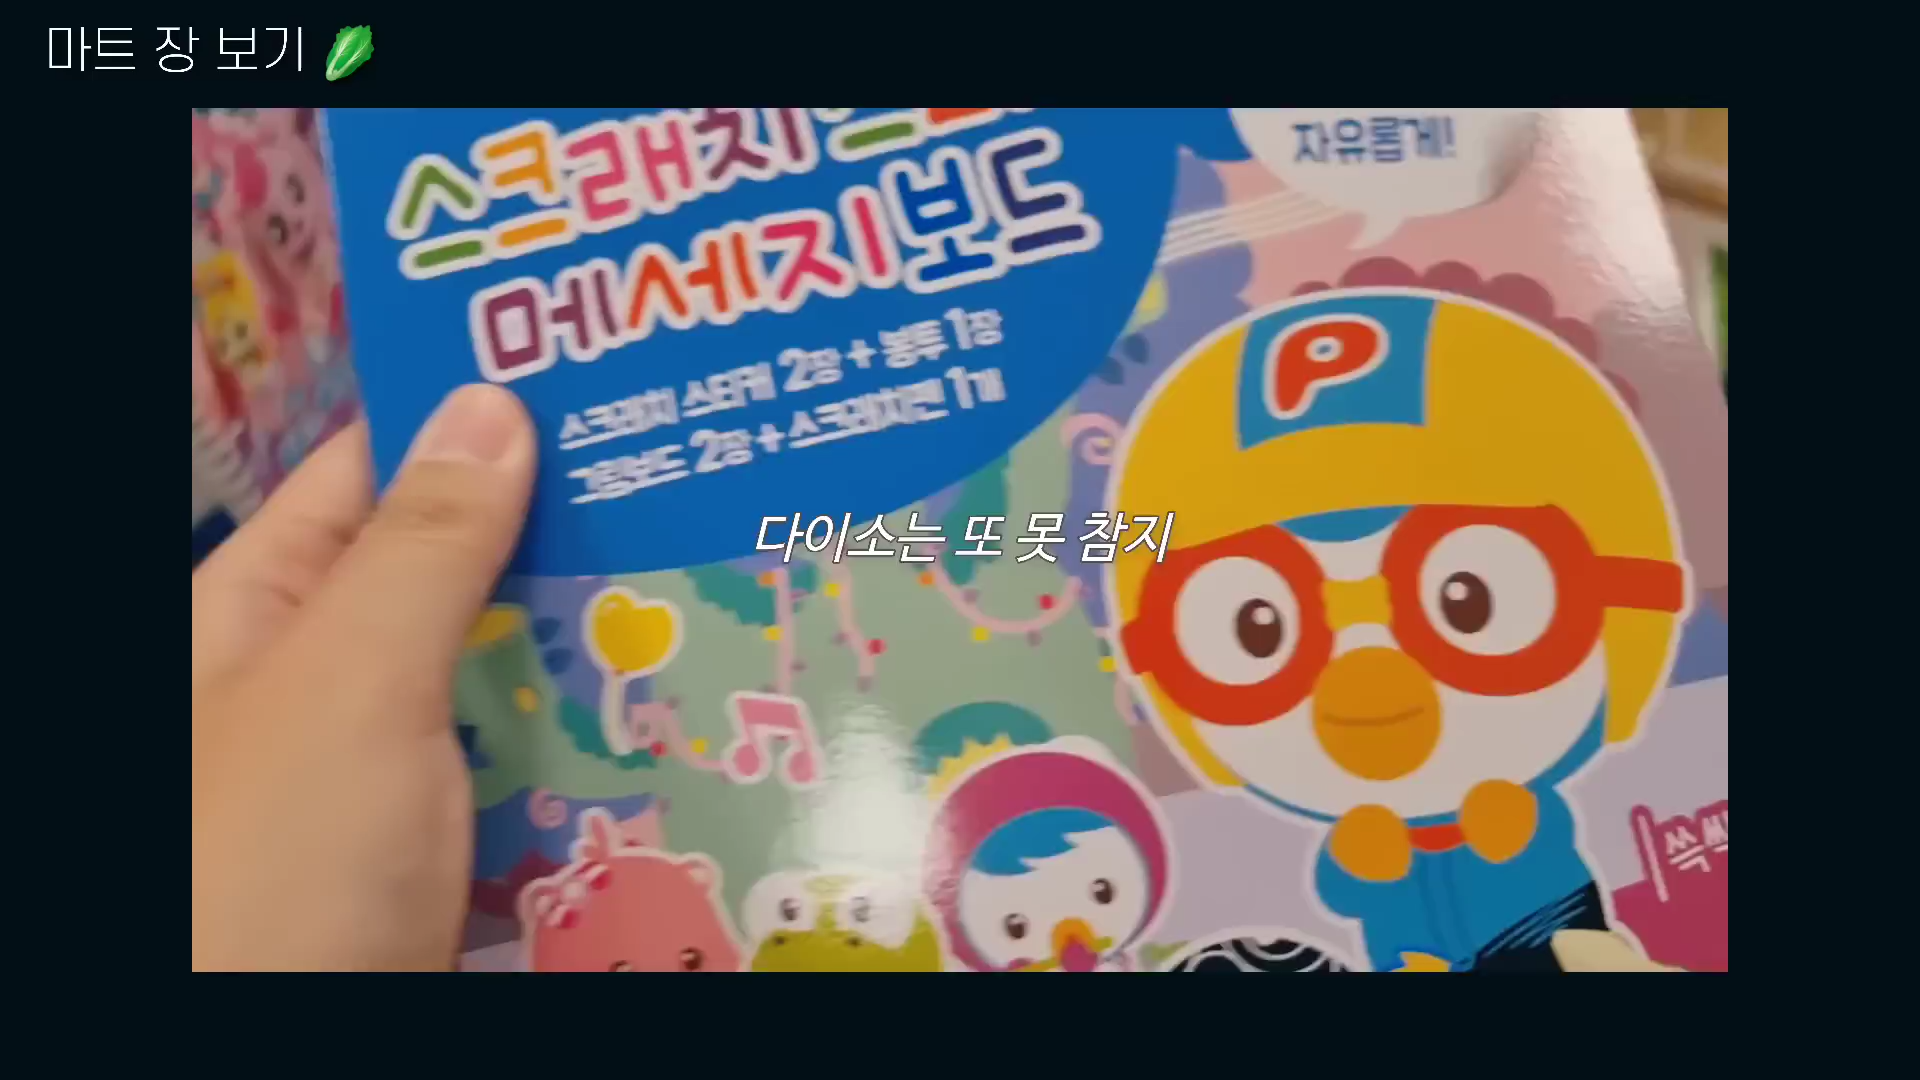 마트 장 보기
스크래치
메세지보드
자유롭게!
스크래치 스티커 2장 + 봉투 1장
그림보드 2장 + 스크래치펜 1개
다이소는 또 못 참지
P